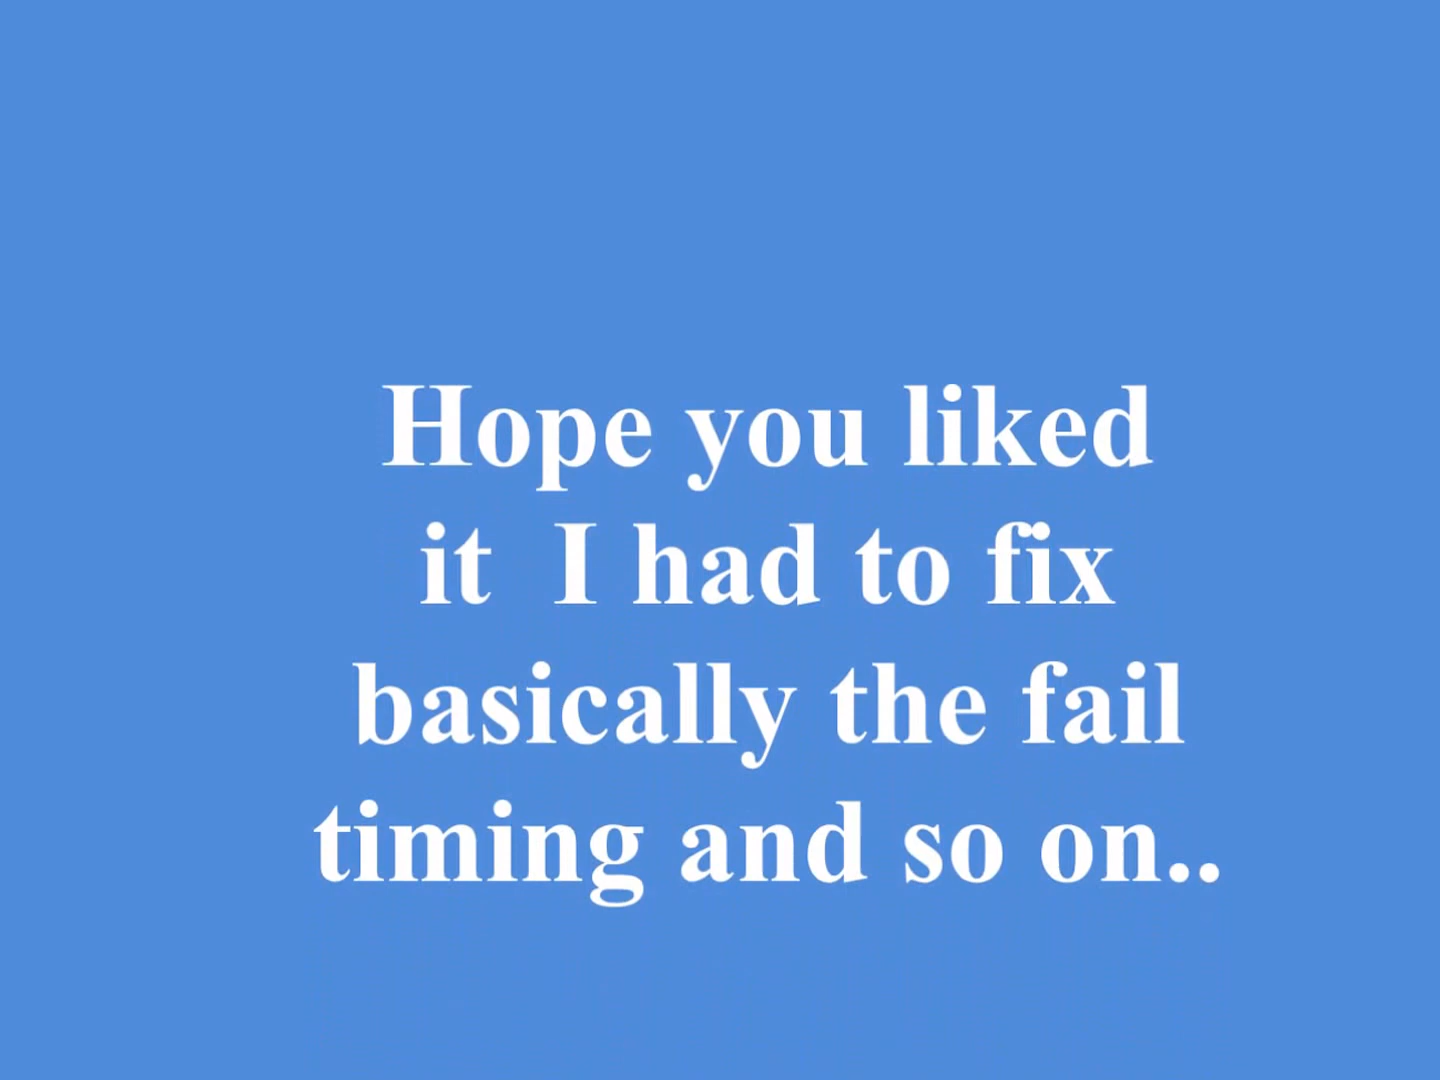 Hope you liked
it  I had to fix
basically the fail
timing and so on..